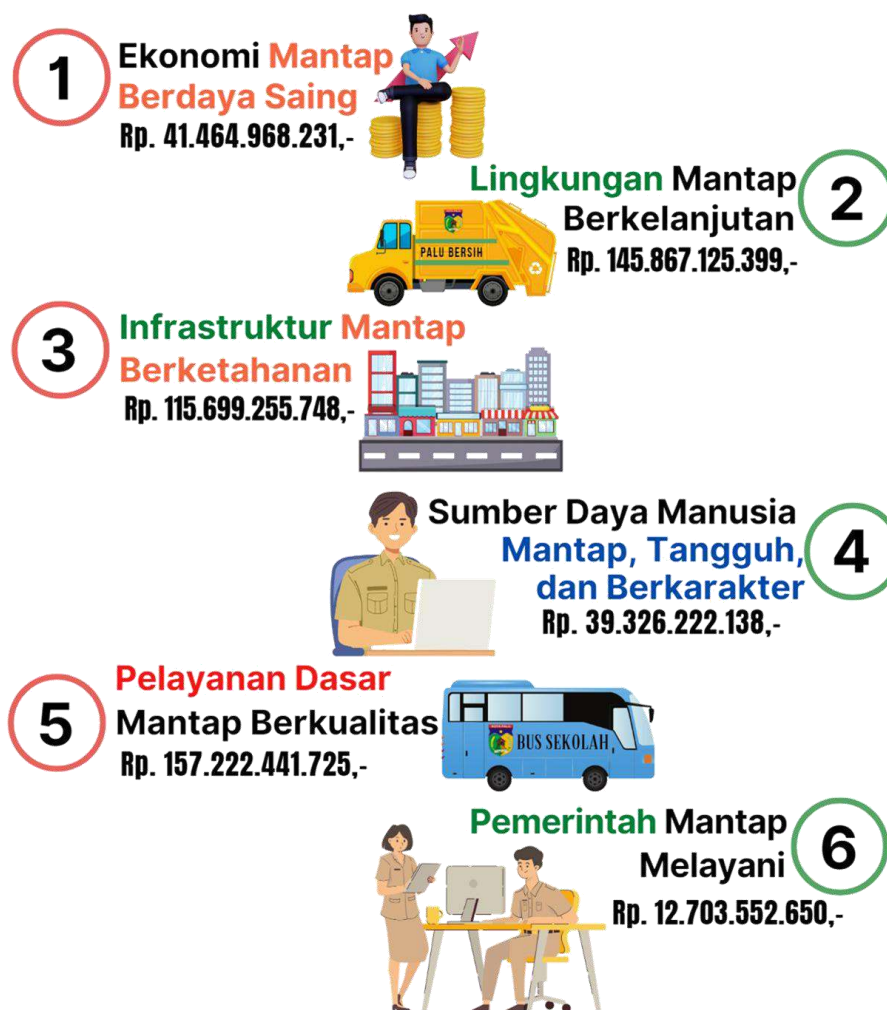 1
Ekonomi Mantap
Berdaya Saing
Rp. 41.464.968.231,-
Lingkungan Mantap
Berkelanjutan
Rp. 145.867.125.399,-
2
PALU BERSIH
3
Infrastruktur Mantap
Berketahanan
Rp. 115.699.255.748,-
Sumber Daya Manusia
Mantap, Tangguh,
dan Berkarakter
Rp. 39.326.222.138,-
4
5
Pelayanan Dasar
Mantap Berkualitas
Rp. 157.222.441.725,-
BUS SEKOLAH
Pemerintah Mantap
Melayani
Rp. 12.703.552.650,-
6